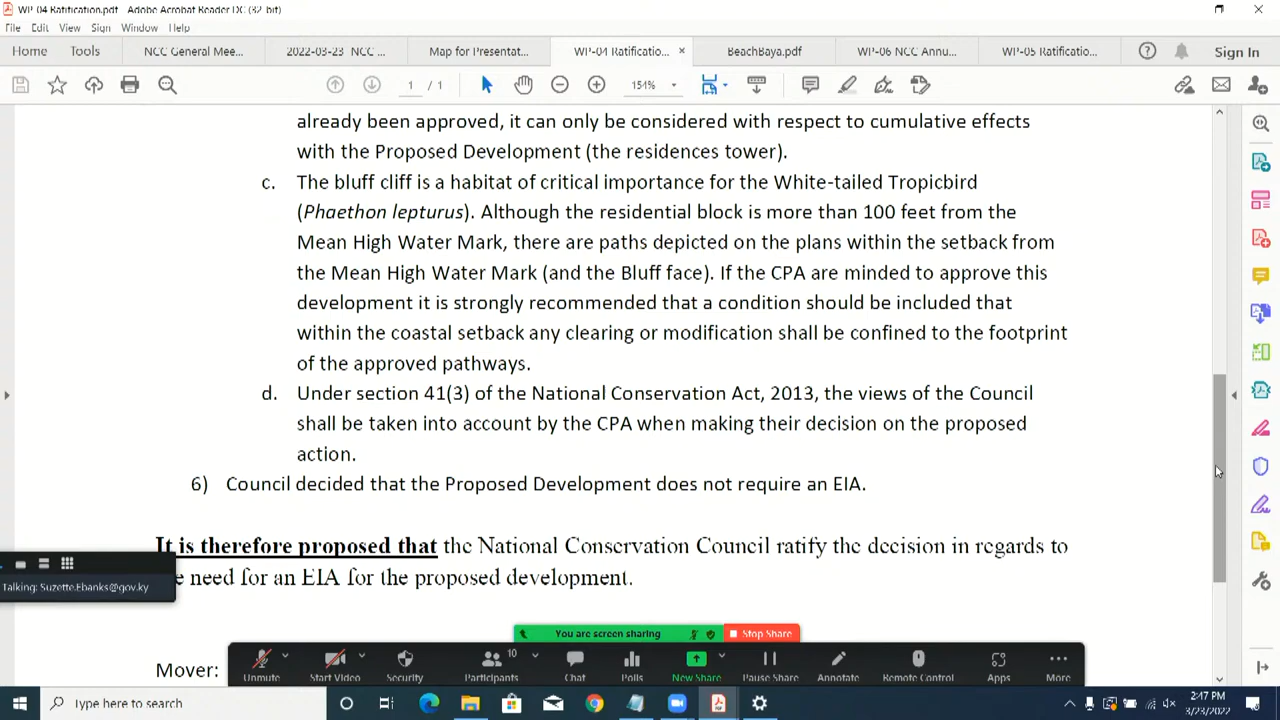 WP-04 Ratification.pdf - Adobe Acrobat Reader DC (32-bit)
File Edit View Sign Window Help
Home Tools NCC General Mee... 2022-03-23 NCC ... Map for Presentat... WP-04 Ratificatio... × BeachBaya.pdf WP-06 NCC Annu... WP-05 Ratificatio... Sign In
1 / 1 154%
already been approved, it can only be considered with respect to cumulative effects
with the Proposed Development (the residences tower).
c. The bluff cliff is a habitat of critical importance for the White-tailed Tropicbird
(Phaethon lepturus). Although the residential block is more than 100 feet from the
Mean High Water Mark, there are paths depicted on the plans within the setback from
the Mean High Water Mark (and the Bluff face). If the CPA are minded to approve this
development it is strongly recommended that a condition should be included that
within the coastal setback any clearing or modification shall be confined to the footprint
of the approved pathways.
d. Under section 41(3) of the National Conservation Act, 2013, the views of the Council
shall be taken into account by the CPA when making their decision on the proposed
action.
6) Council decided that the Proposed Development does not require an EIA.
It is therefore proposed that the National Conservation Council ratify the decision in regards to
e need for an EIA for the proposed development.
Talking: Suzette.Ebanks@gov.ky
You are screen sharing Stop Share
Mover:
10
Unmute Start Video Security Participants Chat Polls New Share Pause Share Annotate Remote Control Apps More
Type here to search
2:47 PM
3/23/2022